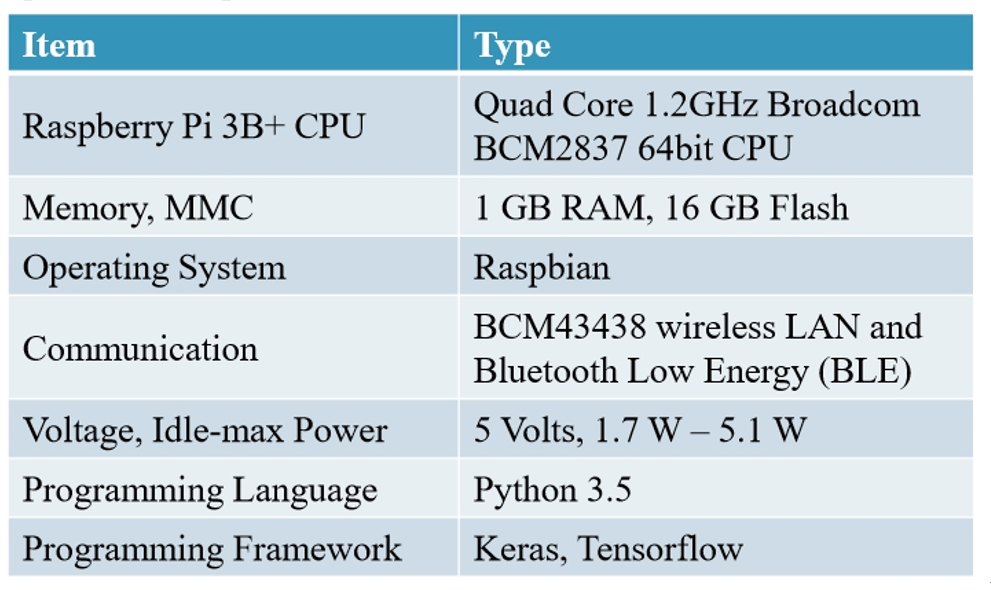 Item
Type
Raspberry Pi 3B+ CPU
Quad Core 1.2GHz Broadcom
BCM2837 64bit CPU
Memory, MMC
1 GB RAM, 16 GB Flash
Operating System
Raspbian
Communication
BCM43438 wireless LAN and
Bluetooth Low Energy (BLE)
Voltage, Idle-max Power
5 Volts, 1.7 W – 5.1 W
Programming Language
Python 3.5
Programming Framework
Keras, Tensorflow